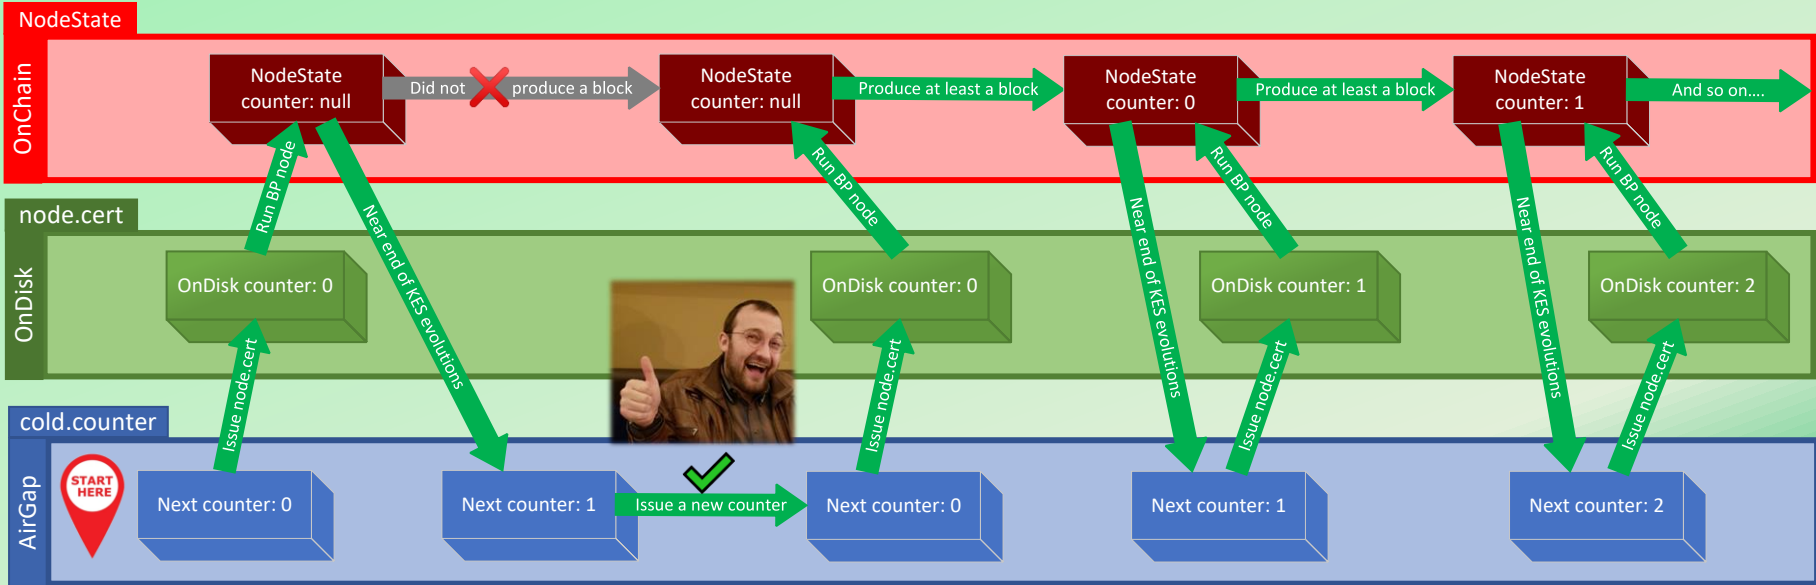 NodeState
OnChain
NodeState
counter: null
Did not
produce a block
NodeState
counter: null
Produce at least a block
NodeState
counter: 0
Produce at least a block
NodeState
counter: 1
And so on....
Run BP node
Near end of KES evolutions
Run BP node
Near end of KES evolutions
Run BP node
Near end of KES evolutions
Run BP node
node.cert
OnDisk
OnDisk counter: 0
OnDisk counter: 0
OnDisk counter: 1
OnDisk counter: 2
Issue node.cert
Issue node.cert
Issue node.cert
Issue node.cert
cold.counter
AirGap
START
HERE
Next counter: 0
Next counter: 1
Issue a new counter
Next counter: 0
Next counter: 1
Next counter: 2